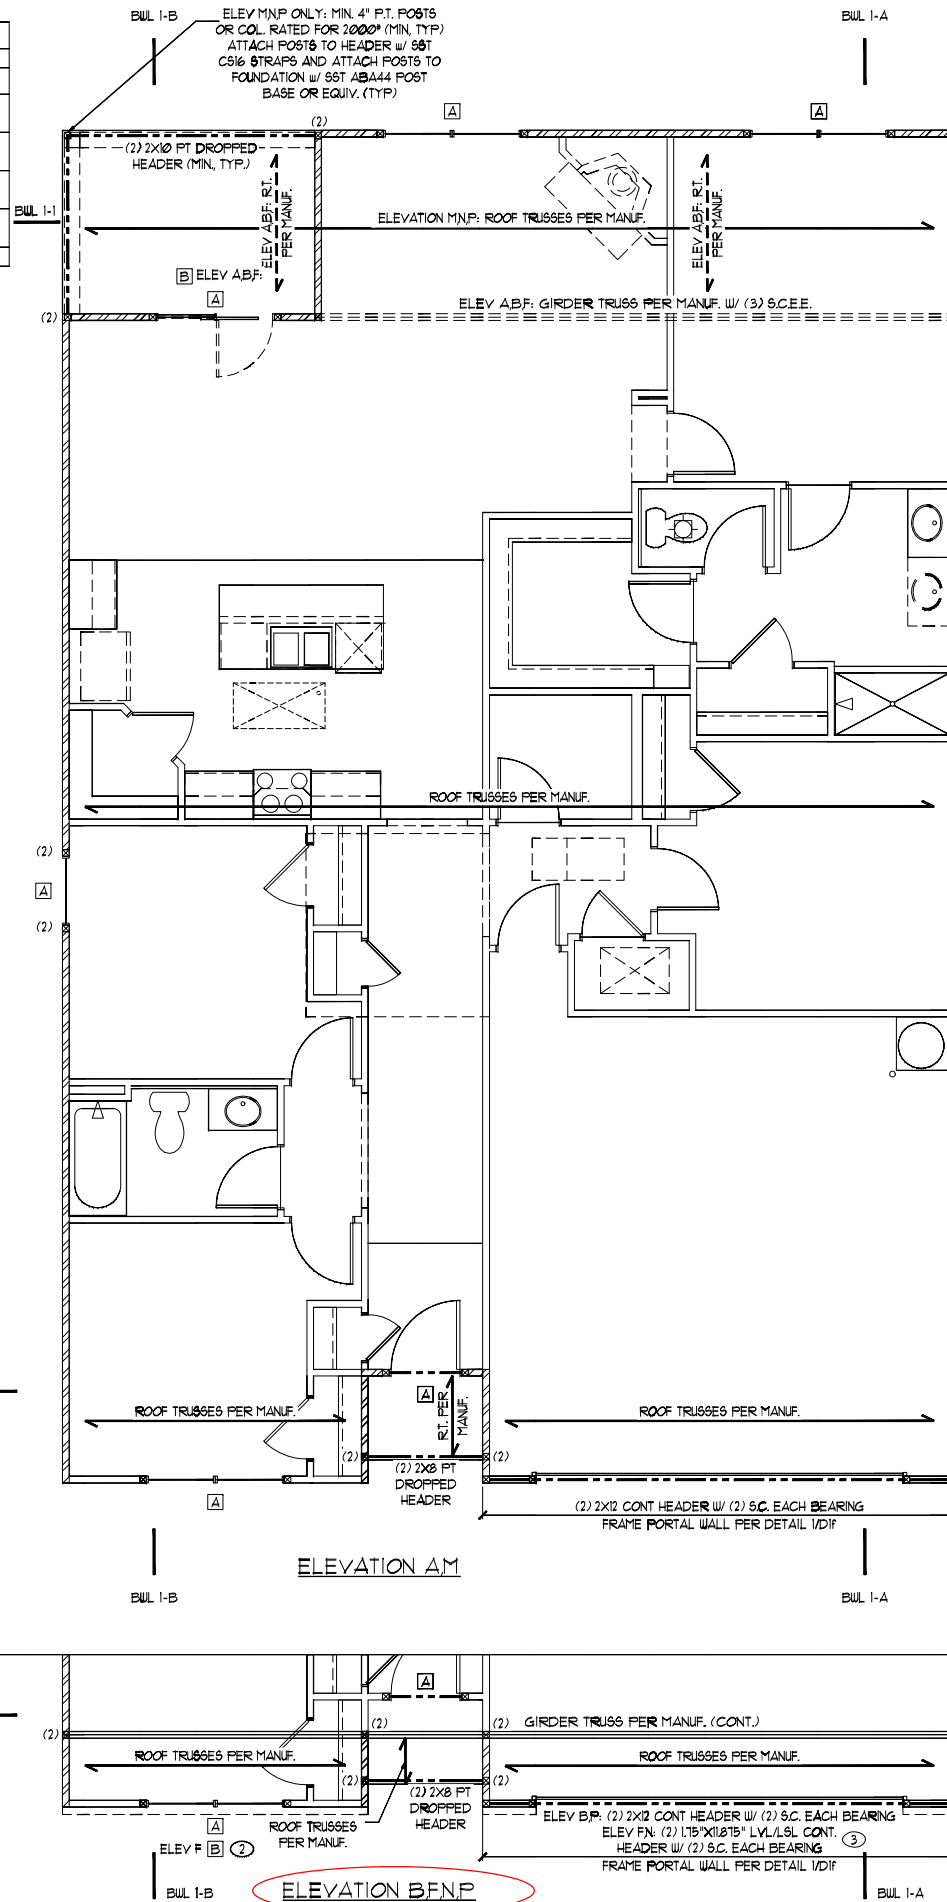 BWL 1-B
BWL 1-A
ELEV M,N,P ONLY: MIN. 4" P.T. POSTS
OR COL. RATED FOR 2000# (MIN, TYP)
ATTACH POSTS TO HEADER w/ SST
CS16 STRAPS AND ATTACH POSTS TO
FOUNDATION w/ SST ABA44 POST
BASE OR EQUIV. (TYP)
A
A
(2)
(2) 2X10 PT DROPPED
HEADER (MIN., TYP.)
BWL 1-1
ELEV A,B,F: R.T.
PER MANUF.
ELEVATION M,N,P: ROOF TRUSSES PER MANUF.
ELEV A,B,F: R.T.
PER MANUF.
B ELEV A,B,F:
A
ELEV A,B,F: GIRDER TRUSS PER MANUF. W/ (3) S.C.E.E.
(2)
ROOF TRUSSES PER MANUF.
(2)
A
(2)
ROOF TRUSSES PER MANUF.
A
R.T. PER
MANUF.
ROOF TRUSSES PER MANUF.
(2)
(2)
(2) 2X8 PT
DROPPED
HEADER
A
(2) 2X12 CONT HEADER W/ (2) S.C. EACH BEARING
FRAME PORTAL WALL PER DETAIL 1/D1f
ELEVATION A,M
BWL 1-B
BWL 1-A
A
(2)
(2)
(2)
GIRDER TRUSS PER MANUF. (CONT.)
ROOF TRUSSES PER MANUF.
ROOF TRUSSES PER MANUF.
(2)
(2)
(2) 2X8 PT
DROPPED
HEADER
A
ROOF TRUSSES
PER MANUF.
ELEV F B 2
ELEV B,P: (2) 2X12 CONT HEADER W/ (2) S.C. EACH BEARING
ELEV F,N: (2) 1.75"X11.875" LVL/LSL CONT. 3
HEADER W/ (2) S.C. EACH BEARING
FRAME PORTAL WALL PER DETAIL 1/D1f
BWL 1-B
ELEVATION B,F,N,P
BWL 1-A